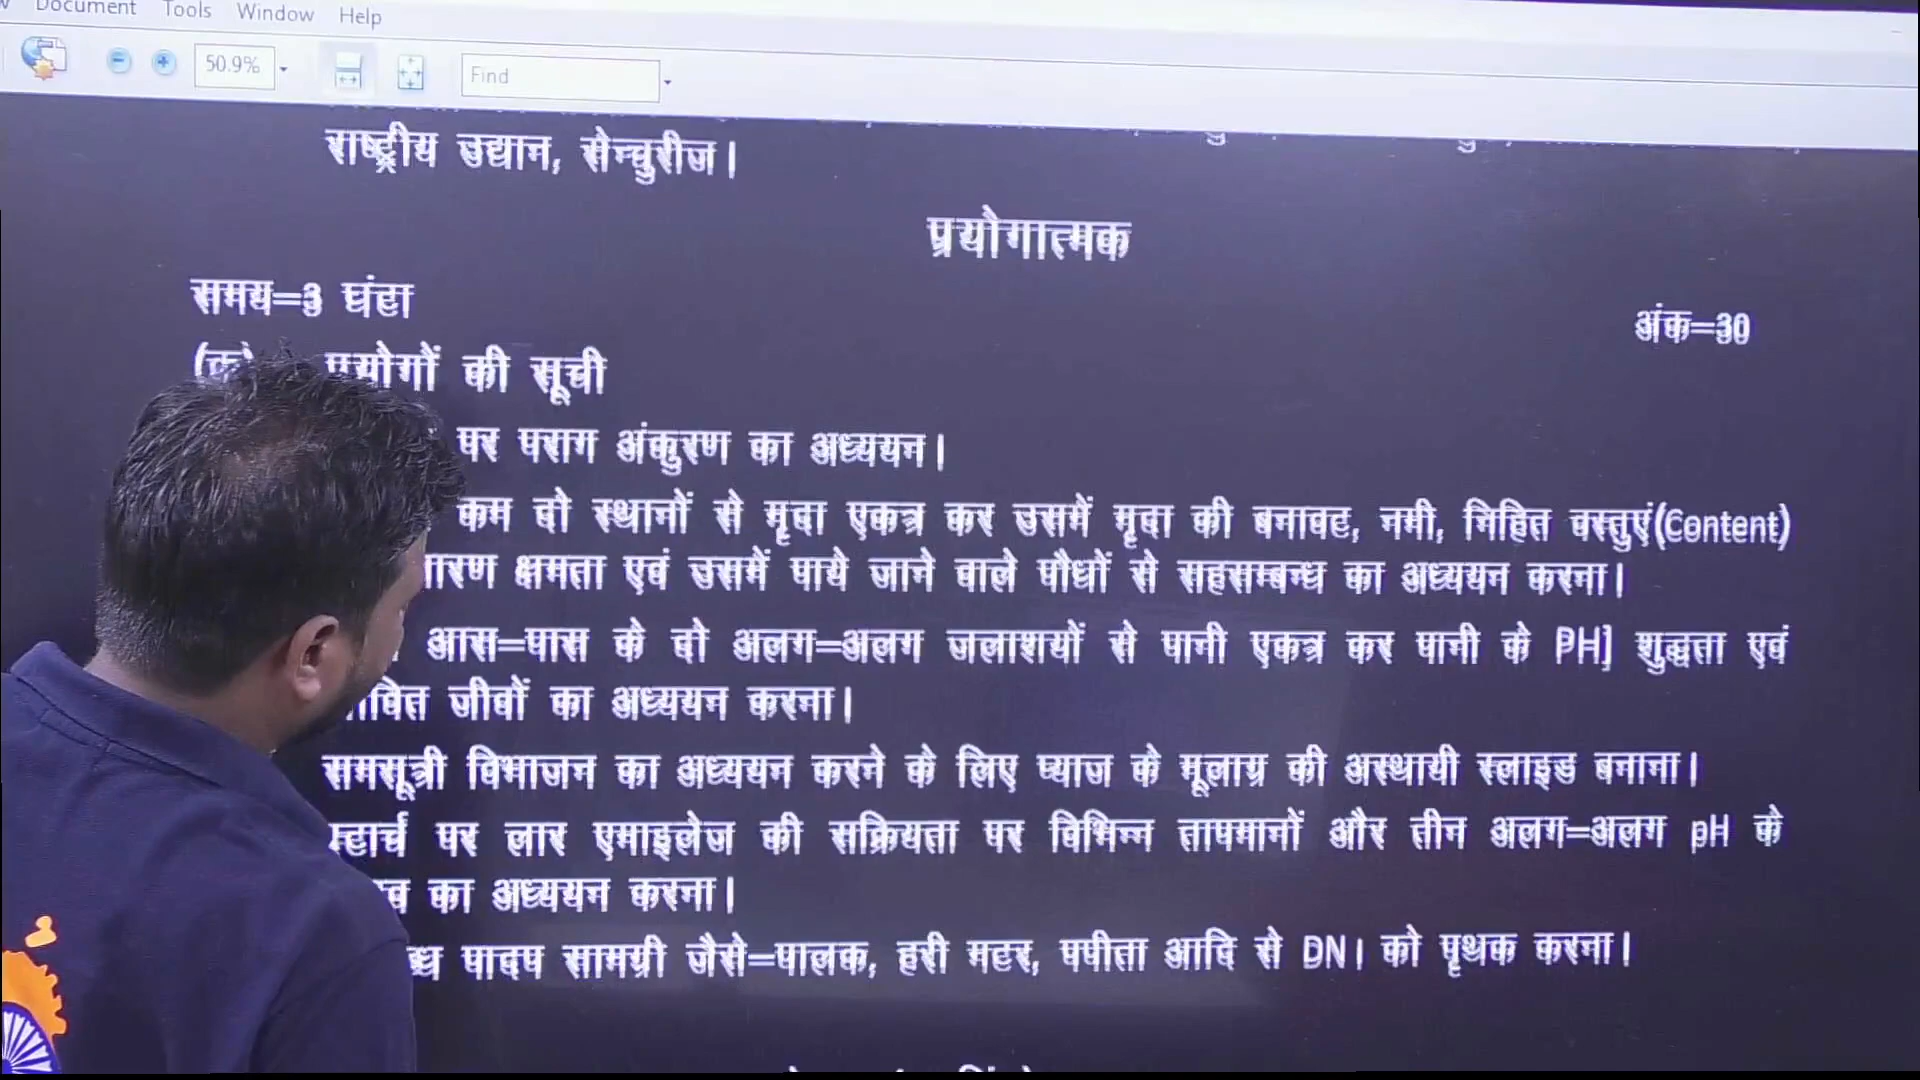 Document Tools Window Help
50.9% Find
राष्ट्रीय उद्यान, सेन्चुरीज।
प्रयोगात्मक
समय=3 घंटा
अंक=30
की सूची
पर पराग अंकुरण का अध्ययन।
कम दो स्थानों से मृदा एकत्र कर उसमें मृदा की बनावट, नमी, निहित वस्तुएं(Content)
क्षमता एवं उसमें पाये जाने वाले पौधों से सहसम्बन्ध का अध्ययन करना।
आस=पास के दो अलग=अलग जलाशयों से पानी एकत्र कर पानी के PH] शुद्धता एवं
जीवों का अध्ययन करना।
समसूत्री विभाजन का अध्ययन करने के लिए प्याज के मूलाग्र की अस्थायी स्लाइड बनाना।
पर लार एमाइलेज की सक्रियता पर विभिन्न तापमानों और तीन अलग=अलग pH के
का अध्ययन करना।
पादप सामग्री जैसे=पालक, हरी मटर, पपीता आदि से DN। को पृथक करना।